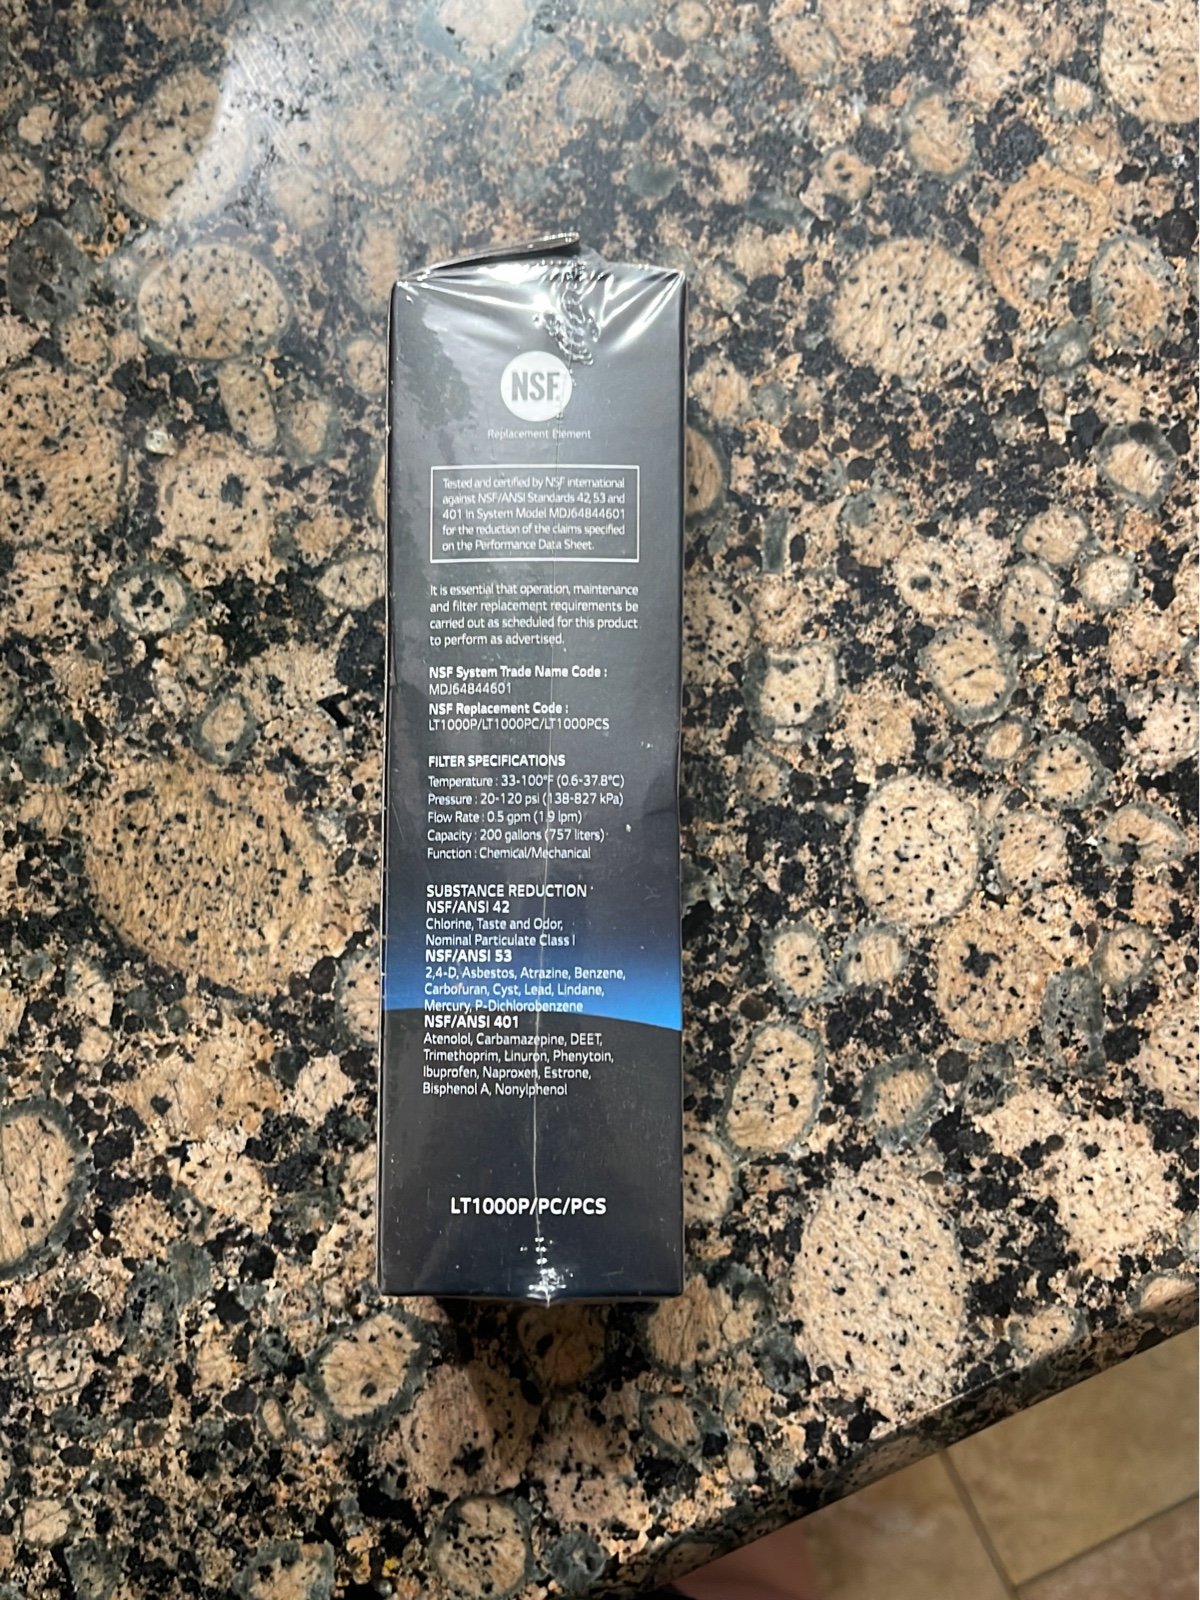 NSF
Replacement Element
Tested and certified by NSF international
against NSF/ANSI Standards 42, 53 and
401 in System Model MDJ64844601
for the reduction of the claims specified
on the Performance Data Sheet.
It is essential that operation, maintenance
and filter replacement requirements be
carried out as scheduled for this product
to perform as advertised.
NSF System Trade Name Code :
MDJ64844601
NSF Replacement Code :
LT1000P/LT1000PC/LT1000PCS
FILTER SPECIFICATIONS
Temperature : 33-100°F (0.6-37.8°C)
Pressure : 20-120 psi (138-827 kPa)
Flow Rate : 0.5 gpm (1.9 lpm)
Capacity : 200 gallons (757 liters)
Function : Chemical/Mechanical
SUBSTANCE REDUCTION
NSF/ANSI 42
Chlorine, Taste and Odor,
Nominal Particulate Class I
NSF/ANSI 53
2,4-D, Asbestos, Atrazine, Benzene,
Carbofuran, Cyst, Lead, Lindane,
Mercury, P-Dichlorobenzene
NSF/ANSI 401
Atenolol, Carbamazepine, DEET,
Trimethoprim, Linuron, Phenytoin,
Ibuprofen, Naproxen, Estrone,
Bisphenol A, Nonylphenol
LT1000P/PC/PCS